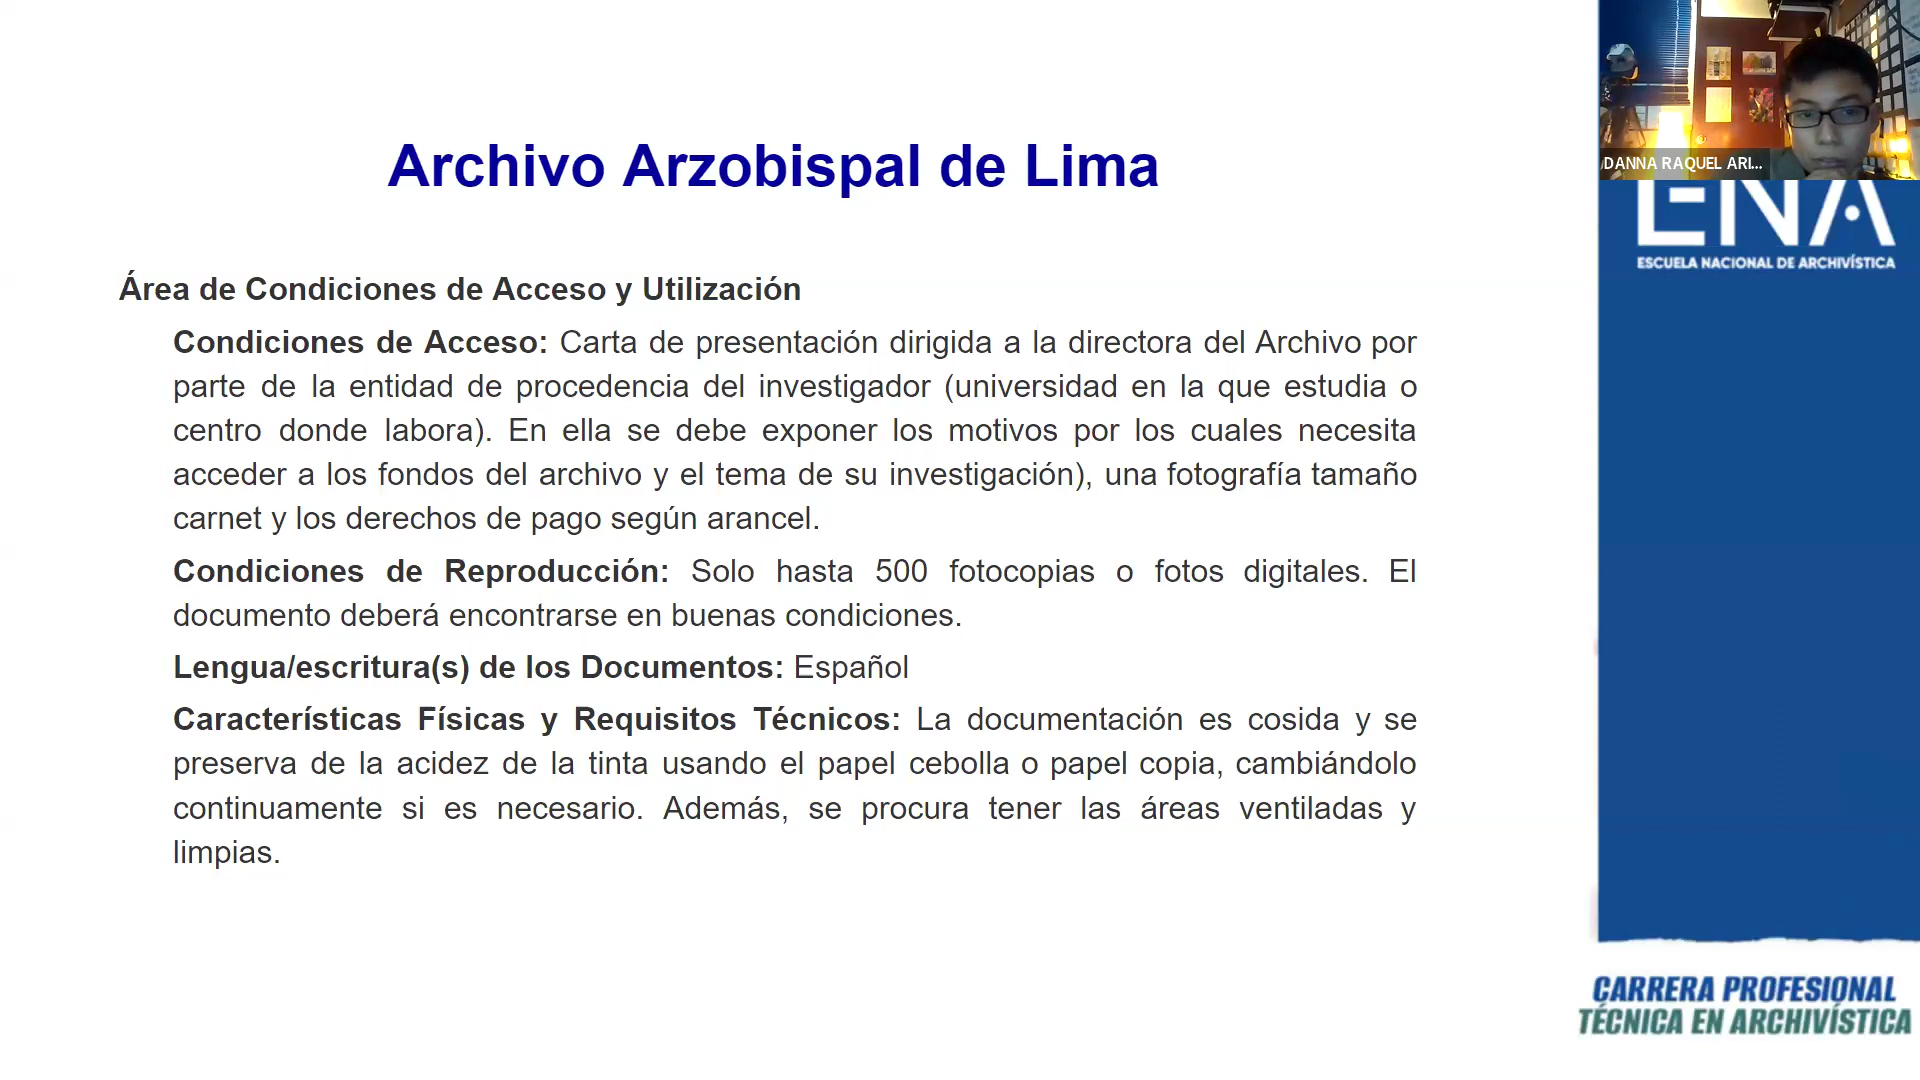 Archivo Arzobispal de Lima
Área de Condiciones de Acceso y Utilización
Condiciones de Acceso: Carta de presentación dirigida a la directora del Archivo por
parte de la entidad de procedencia del investigador (universidad en la que estudia o
centro donde labora). En ella se debe exponer los motivos por los cuales necesita
acceder a los fondos del archivo y el tema de su investigación), una fotografía tamaño
carnet y los derechos de pago según arancel.
Condiciones de Reproducción: Solo hasta 500 fotocopias o fotos digitales. El
documento deberá encontrarse en buenas condiciones.
Lengua/escritura(s) de los Documentos: Español
Características Físicas y Requisitos Técnicos: La documentación es cosida y se
preserva de la acidez de la tinta usando el papel cebolla o papel copia, cambiándolo
continuamente si es necesario. Además, se procura tener las áreas ventiladas y
limpias.
DANNA RAQUEL ARI...
ENA
ESCUELA NACIONAL DE ARCHIVÍSTICA
CARRERA PROFESIONAL
TÉCNICA EN ARCHIVÍSTICA